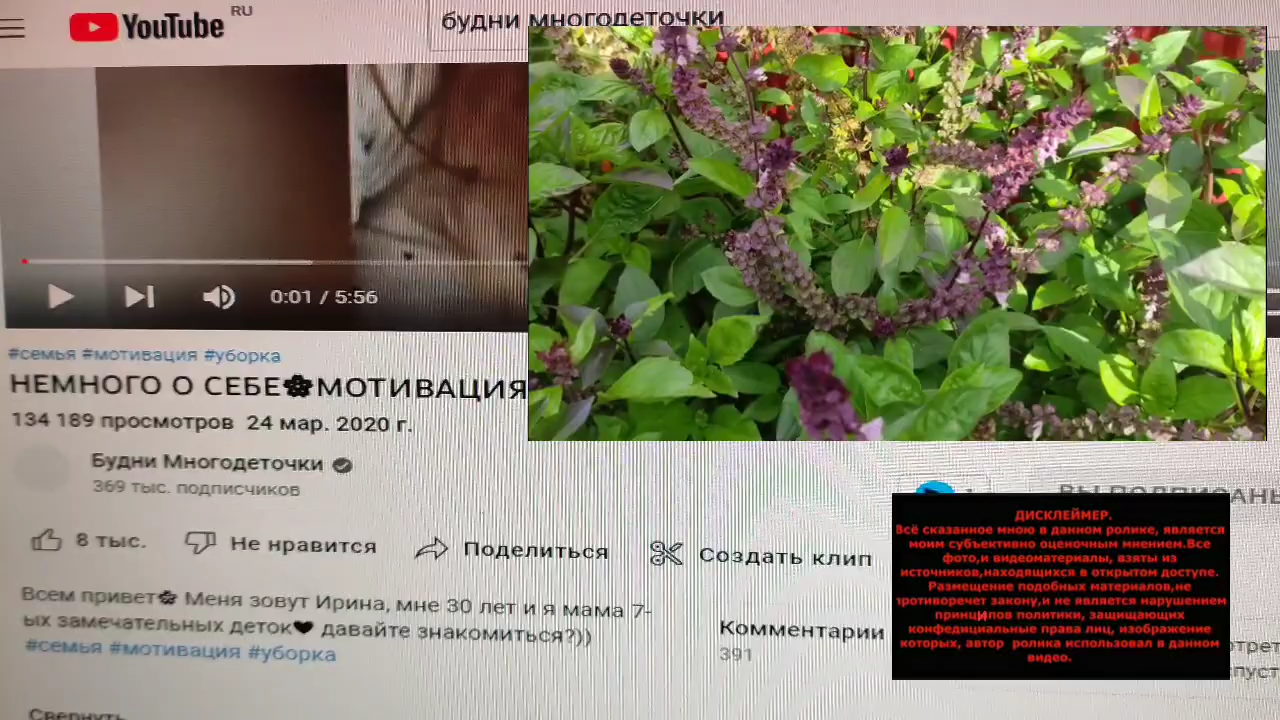 YouTube RU
будни многодеточки
0:01 / 5:56
#семья #мотивация #уборка
НЕМНОГО О СЕБЕ🌸МОТИВАЦИЯ
134 189 просмотров 24 мар. 2020 г.
Будни Многодеточки
369 тыс. подписчиков
8 тыс.
Не нравится
Поделиться
Создать клип
Всем привет🌸 Меня зовут Ирина, мне 30 лет и я мама 7-
ых замечательных деток❤ давайте знакомиться?))
#семья #мотивация #уборка
Свернуть
Комментарии
391
ВЫ ПОДПИСАНЫ
ДИСКЛЕЙМЕР.
Всё сказанное мною в данном ролике, является
моим субъективно оценочным мнением.Все
фото,и видеоматериалы, взяты из
источников,находящихся в открытом доступе.
Размещение подобных материалов,не
противоречет закону,и не является нарушением
принцИпов политики, защищающих
конфедициальные права лиц, изображение
которых, автор ролика использовал в данном
видео.